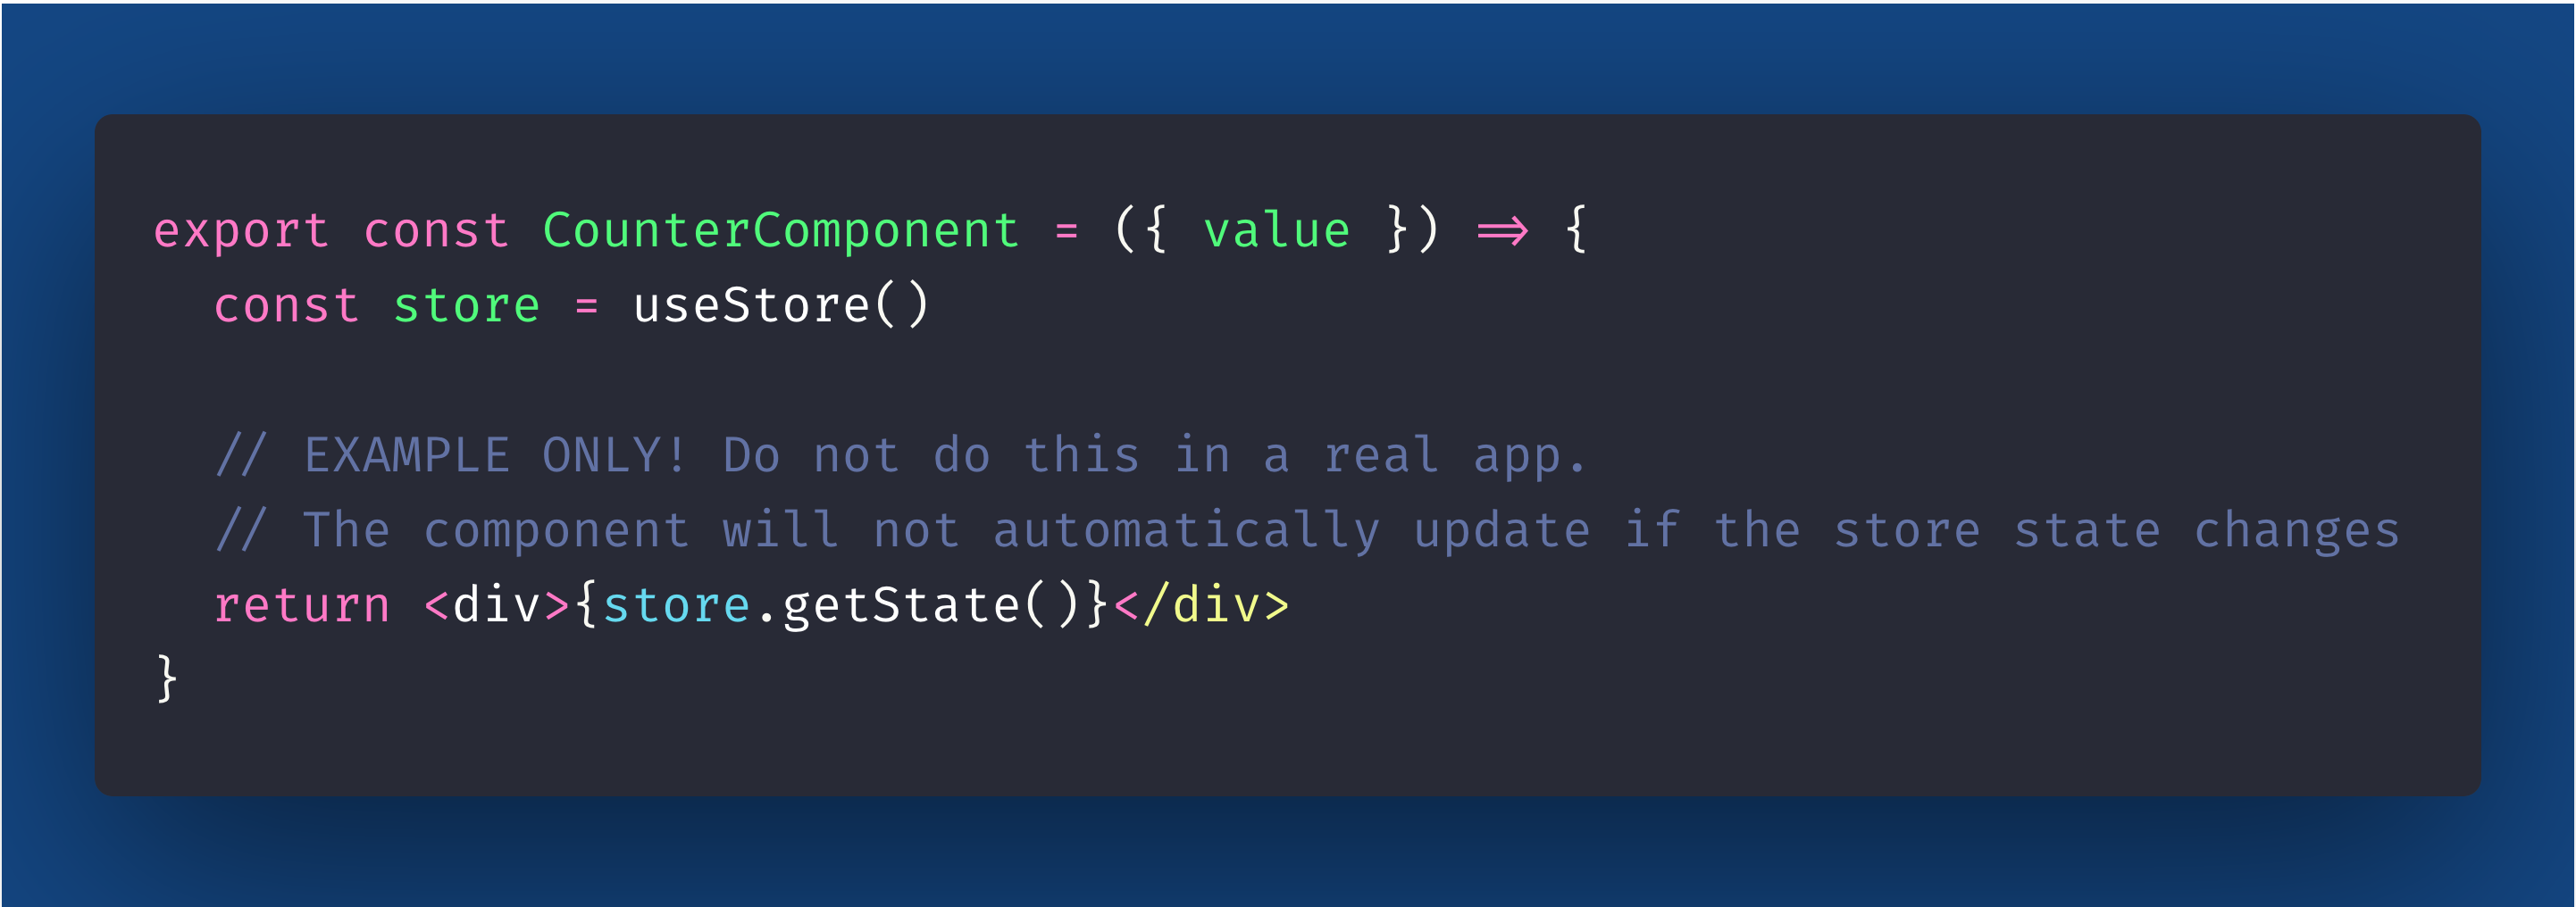 export const CounterComponent = ({ value }) => {
const store = useStore()
// EXAMPLE ONLY! Do not do this in a real app.
// The component will not automatically update if the store state changes
return <div>{store.getState()}</div>
}